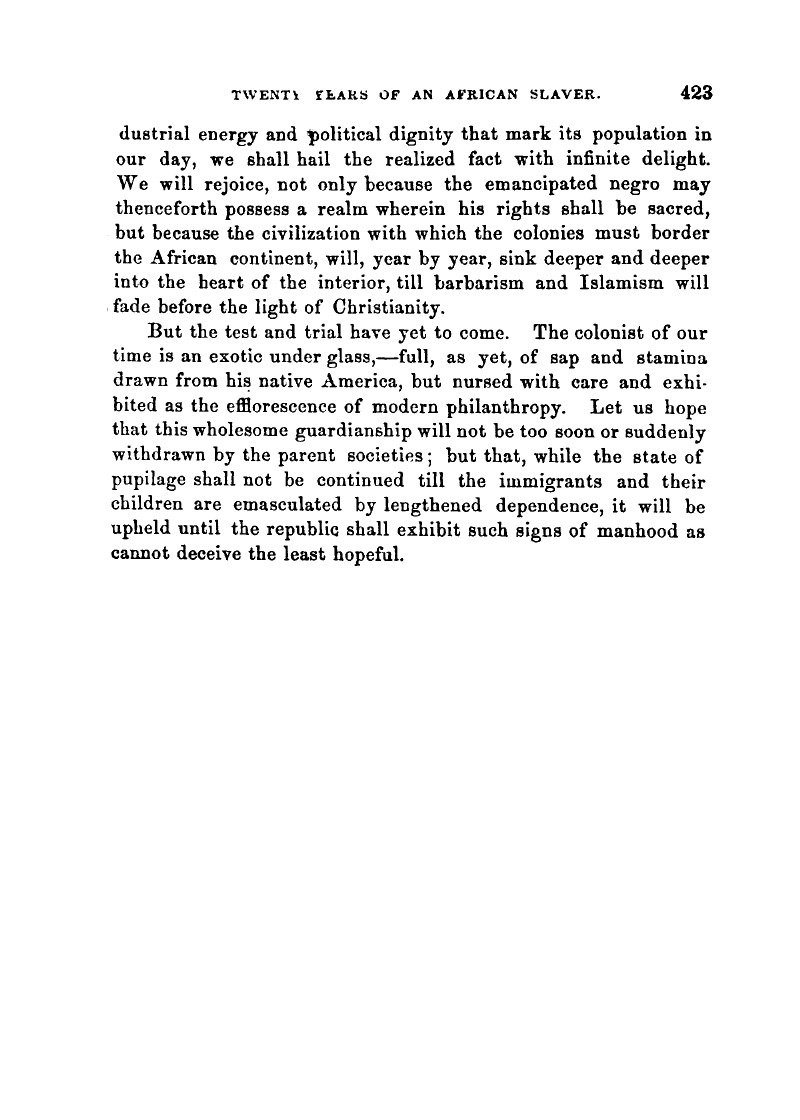 TWENTY YEARS OF AN AFRICAN SLAVER. 423
dustrial energy and political dignity that mark its population in
our day, we shall hail the realized fact with infinite delight.
We will rejoice, not only because the emancipated negro may
thenceforth possess a realm wherein his rights shall be sacred,
but because the civilization with which the colonies must border
the African continent, will, year by year, sink deeper and deeper
into the heart of the interior, till barbarism and Islamism will
fade before the light of Christianity.
But the test and trial have yet to come. The colonist of our
time is an exotic under glass,—full, as yet, of sap and stamina
drawn from his native America, but nursed with care and exhi-
bited as the efflorescence of modern philanthropy. Let us hope
that this wholesome guardianship will not be too soon or suddenly
withdrawn by the parent societies; but that, while the state of
pupilage shall not be continued till the immigrants and their
children are emasculated by lengthened dependence, it will be
upheld until the republic shall exhibit such signs of manhood as
cannot deceive the least hopeful.